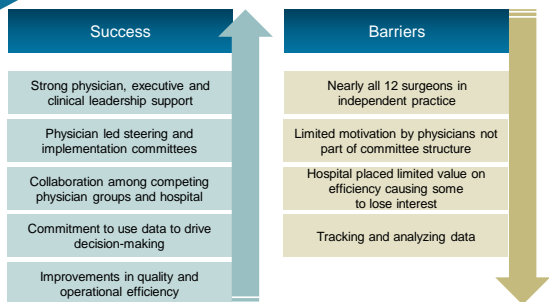 Success
Strong physician, executive and
clinical leadership support
Physician led steering and
implementation committees
Collaboration among competing
physician groups and hospital
Commitment to use data to drive
decision-making
Improvements in quality and
operational efficiency
Barriers
Nearly all 12 surgeons in
independent practice
Limited motivation by physicians not
part of committee structure
Hospital placed limited value on
efficiency causing some
to lose interest
Tracking and analyzing data